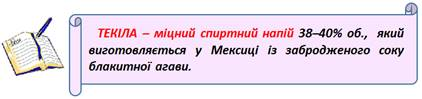 ТЕКІЛА – міцний спиртний напій 38–40% об., який
виготовляється у Мексиці із забродженого соку
блакитної агави.